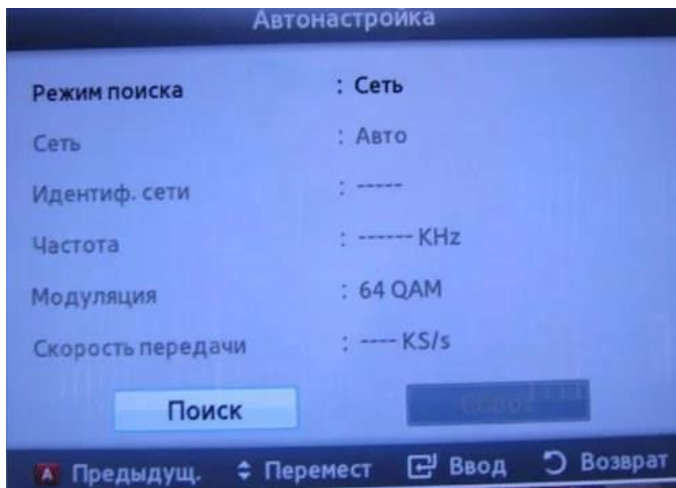 Автонастройка
Режим поиска : Сеть
Сеть : Авто
Идентиф. сети : -----
Частота : ------ KHz
Модуляция : 64 QAM
Скорость передачи : ---- KS/s
Поиск Сброс
A Предыдущ. Перемест Ввод Возврат